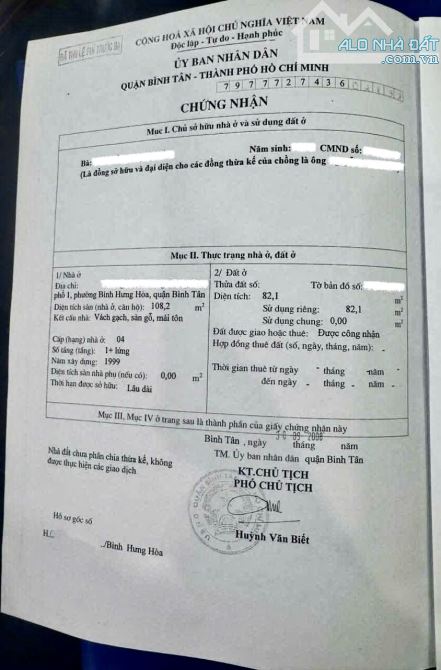 ALO NHÀ ĐẤT
.com.vn
CỘNG HOÀ XÃ HỘI CHỦ NGHĨA VIỆT NAM
Độc lập - Tự do - Hạnh phúc
ĐÃ THU LỆ PHÍ TRƯỚC BẠ
ỦY BAN NHÂN DÂN
QUẬN BÌNH TÂN - THÀNH PHỐ HỒ CHÍ MINH
797727436
CHỨNG NHẬN
Mục I. Chủ sở hữu nhà ở và sử dụng đất ở
Bà: Năm sinh: CMND số:
(Là đồng sở hữu và đại diện cho các đồng thừa kế của chồng là ông
Mục II. Thực trạng nhà ở, đất ở
1/ Nhà ở
Địa chỉ:
phố 1, phường Bình Hưng Hòa, quận Bình Tân
Diện tích sàn (nhà ở, căn hộ): 108,2 m²
Kết cấu nhà: Vách gạch, sàn gỗ, mái tôn
Cấp (hạng) nhà ở: 04
Số tầng (tầng): 1+ lửng
Năm xây dựng: 1999
Diện tích sàn nhà phụ (nếu có): 0,00 m²
Thời hạn được sở hữu: Lâu dài
2/ Đất ở
Thửa đất số: Tờ bản đồ số:
Diện tích: 82,1 m²
Sử dụng riêng: 82,1 m²
Sử dụng chung: 0,00 m²
Đất được giao hoặc thuê: Được công nhận
Hợp đồng thuê đất (số, ngày, tháng, năm): -
Thời gian thuê từ ngày - tháng - năm
đến ngày - tháng - năm
Mục III, Mục IV ở trang sau là thành phần của giấy chứng nhận này
Bình Tân, ngày tháng năm
TM. Ủy ban nhân dân quận Bình Tân
KT.CHỦ TỊCH
PHÓ CHỦ TỊCH
Huỳnh Văn Biết
Nhà đất chưa phân chia thừa kế, không
được thực hiện các giao dịch
Hồ sơ gốc số
/Bình Hưng Hòa